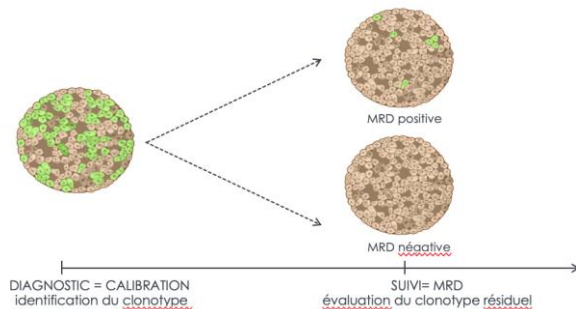 MRD positive
MRD négative
DIAGNOSTIC = CALIBRATION
identification du clonotype
SUIVI= MRD
évaluation du clonotype résiduel